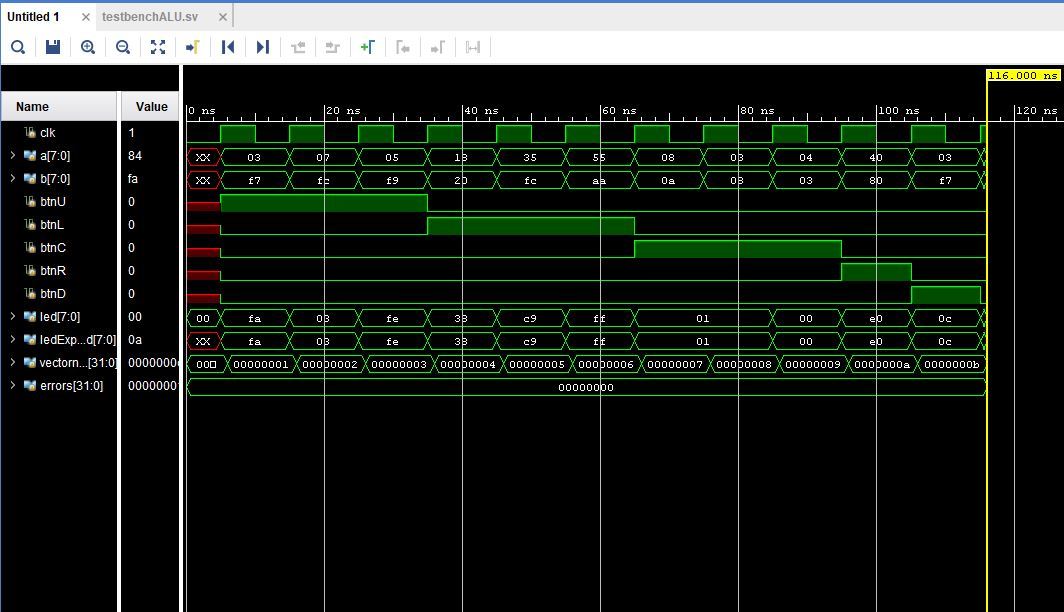 Untitled 1 × testbenchALU.sv ×
116.000 ns
Name Value
0 ns 20 ns 40 ns 60 ns 80 ns 100 ns 120 ns
clk 1
a[7:0] 84 XX 03 07 05 18 35 55 08 03 04 40 03
b[7:0] fa XX f7 fc f9 20 fc aa 0a 08 03 80 f7
btnU 0
btnL 0
btnC 0
btnR 0
btnD 0
led[7:0] 00 00 fa 03 fe 38 c9 ff 01 00 e0 0c
ledExp...d[7:0] 0a XX fa 03 fe 38 c9 ff 01 00 e0 0c
vectorn...[31:0] 00000001 00000002 00000003 00000004 00000005 00000006 00000007 00000008 00000009 0000000a 0000000b
errors[31:0] 00000000